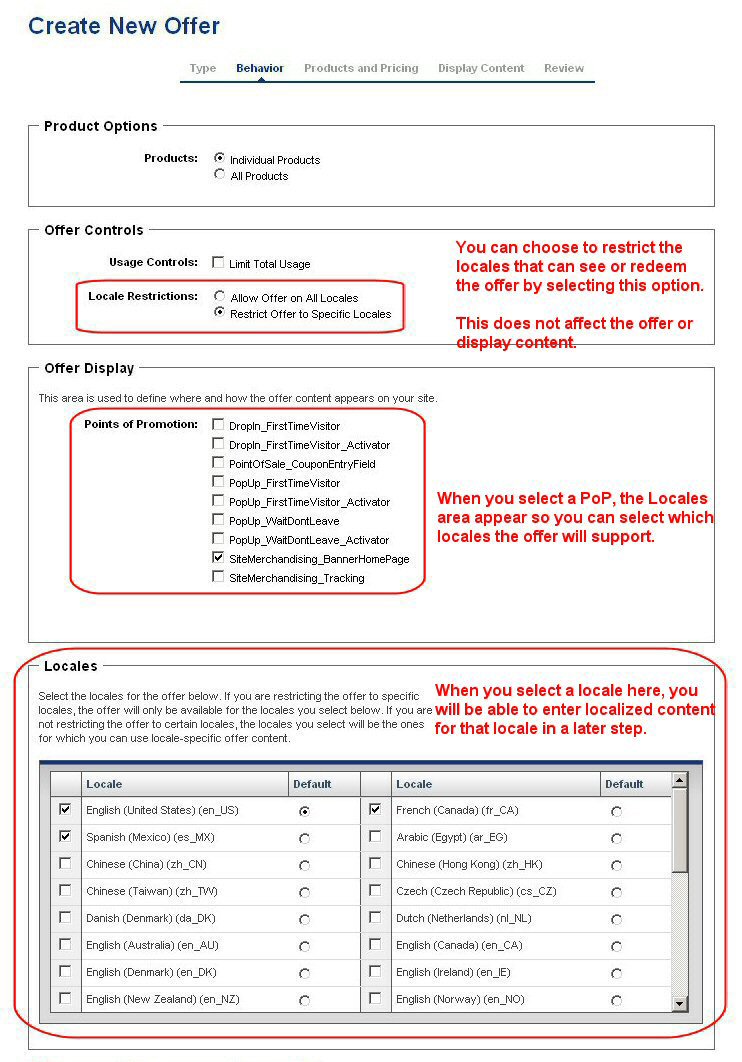 Create New Offer
Type Behavior Products and Pricing Display Content Review
Product Options
Products: Individual Products
All Products
Offer Controls
Usage Controls: Limit Total Usage
Locale Restrictions: Allow Offer on All Locales
Restrict Offer to Specific Locales
You can choose to restrict the
locales that can see or redeem
the offer by selecting this option.
This does not affect the offer or
display content.
Offer Display
This area is used to define where and how the offer content appears on your site.
Points of Promotion: DropIn_FirstTimeVisitor
DropIn_FirstTimeVisitor_Activator
PointOfSale_CouponEntryField
PopUp_FirstTimeVisitor
PopUp_FirstTimeVisitor_Activator
PopUp_WaitDontLeave
PopUp_WaitDontLeave_Activator
SiteMerchandising_BannerHomePage
SiteMerchandising_Tracking
When you select a PoP, the Locales
area appear so you can select which
locales the offer will support.
Locales
Select the locales for the offer below. If you are restricting the offer to specific
locales, the offer will only be available for the locales you select below. If you are
not restricting the offer to certain locales, the locales you select will be the ones
for which you can use locale-specific offer content.
When you select a locale here, you
will be able to enter localized content
for that locale in a later step.
Locale Default Locale Default
English (United States) (en_US) French (Canada) (fr_CA)
Spanish (Mexico) (es_MX) Arabic (Egypt) (ar_EG)
Chinese (China) (zh_CN) Chinese (Hong Kong) (zh_HK)
Chinese (Taiwan) (zh_TW) Czech (Czech Republic) (cs_CZ)
Danish (Denmark) (da_DK) Dutch (Netherlands) (nl_NL)
English (Australia) (en_AU) English (Canada) (en_CA)
English (Denmark) (en_DK) English (Ireland) (en_IE)
English (New Zealand) (en_NZ) English (Norway) (en_NO)